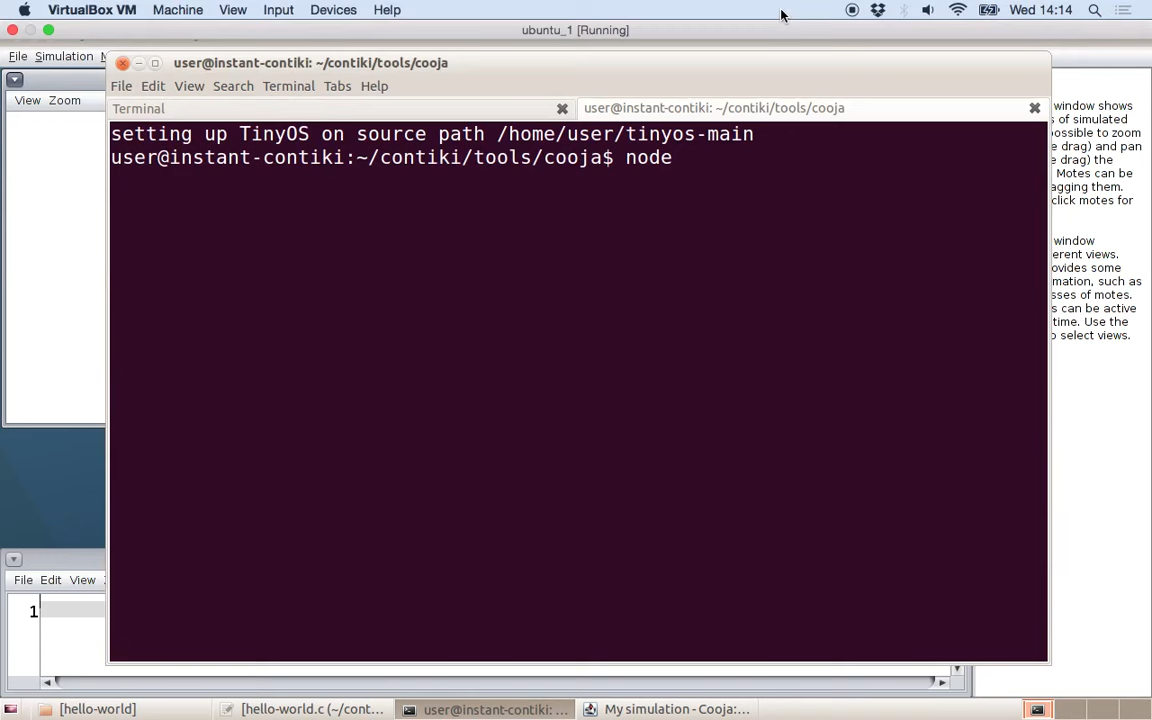 VirtualBox VM Machine View Input Devices Help Wed 14:14
ubuntu_1 [Running]
File Simulation
user@instant-contiki: ~/contiki/tools/cooja
View Zoom
File Edit View Search Terminal Tabs Help
Terminal
user@instant-contiki: ~/contiki/tools/cooja
setting up TinyOS on source path /home/user/tinyos-main
user@instant-contiki:~/contiki/tools/cooja$ node
window shows
s of simulated
possible to zoom
e drag) and pan
e drag) the
Motes can be
agging them.
click motes for
window
erent views.
ovides some
mation, such as
sses of motes.
s can be active
time. Use the
o select views.
File Edit View
1
[hello-world] [hello-world.c (~/cont... user@instant-contiki: ... My simulation - Cooja:...